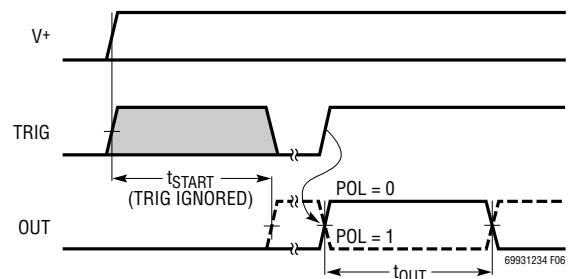 V+
TRIG
tSTART
(TRIG IGNORED)
POL = 0
OUT
POL = 1
69931234 F06
tOUT